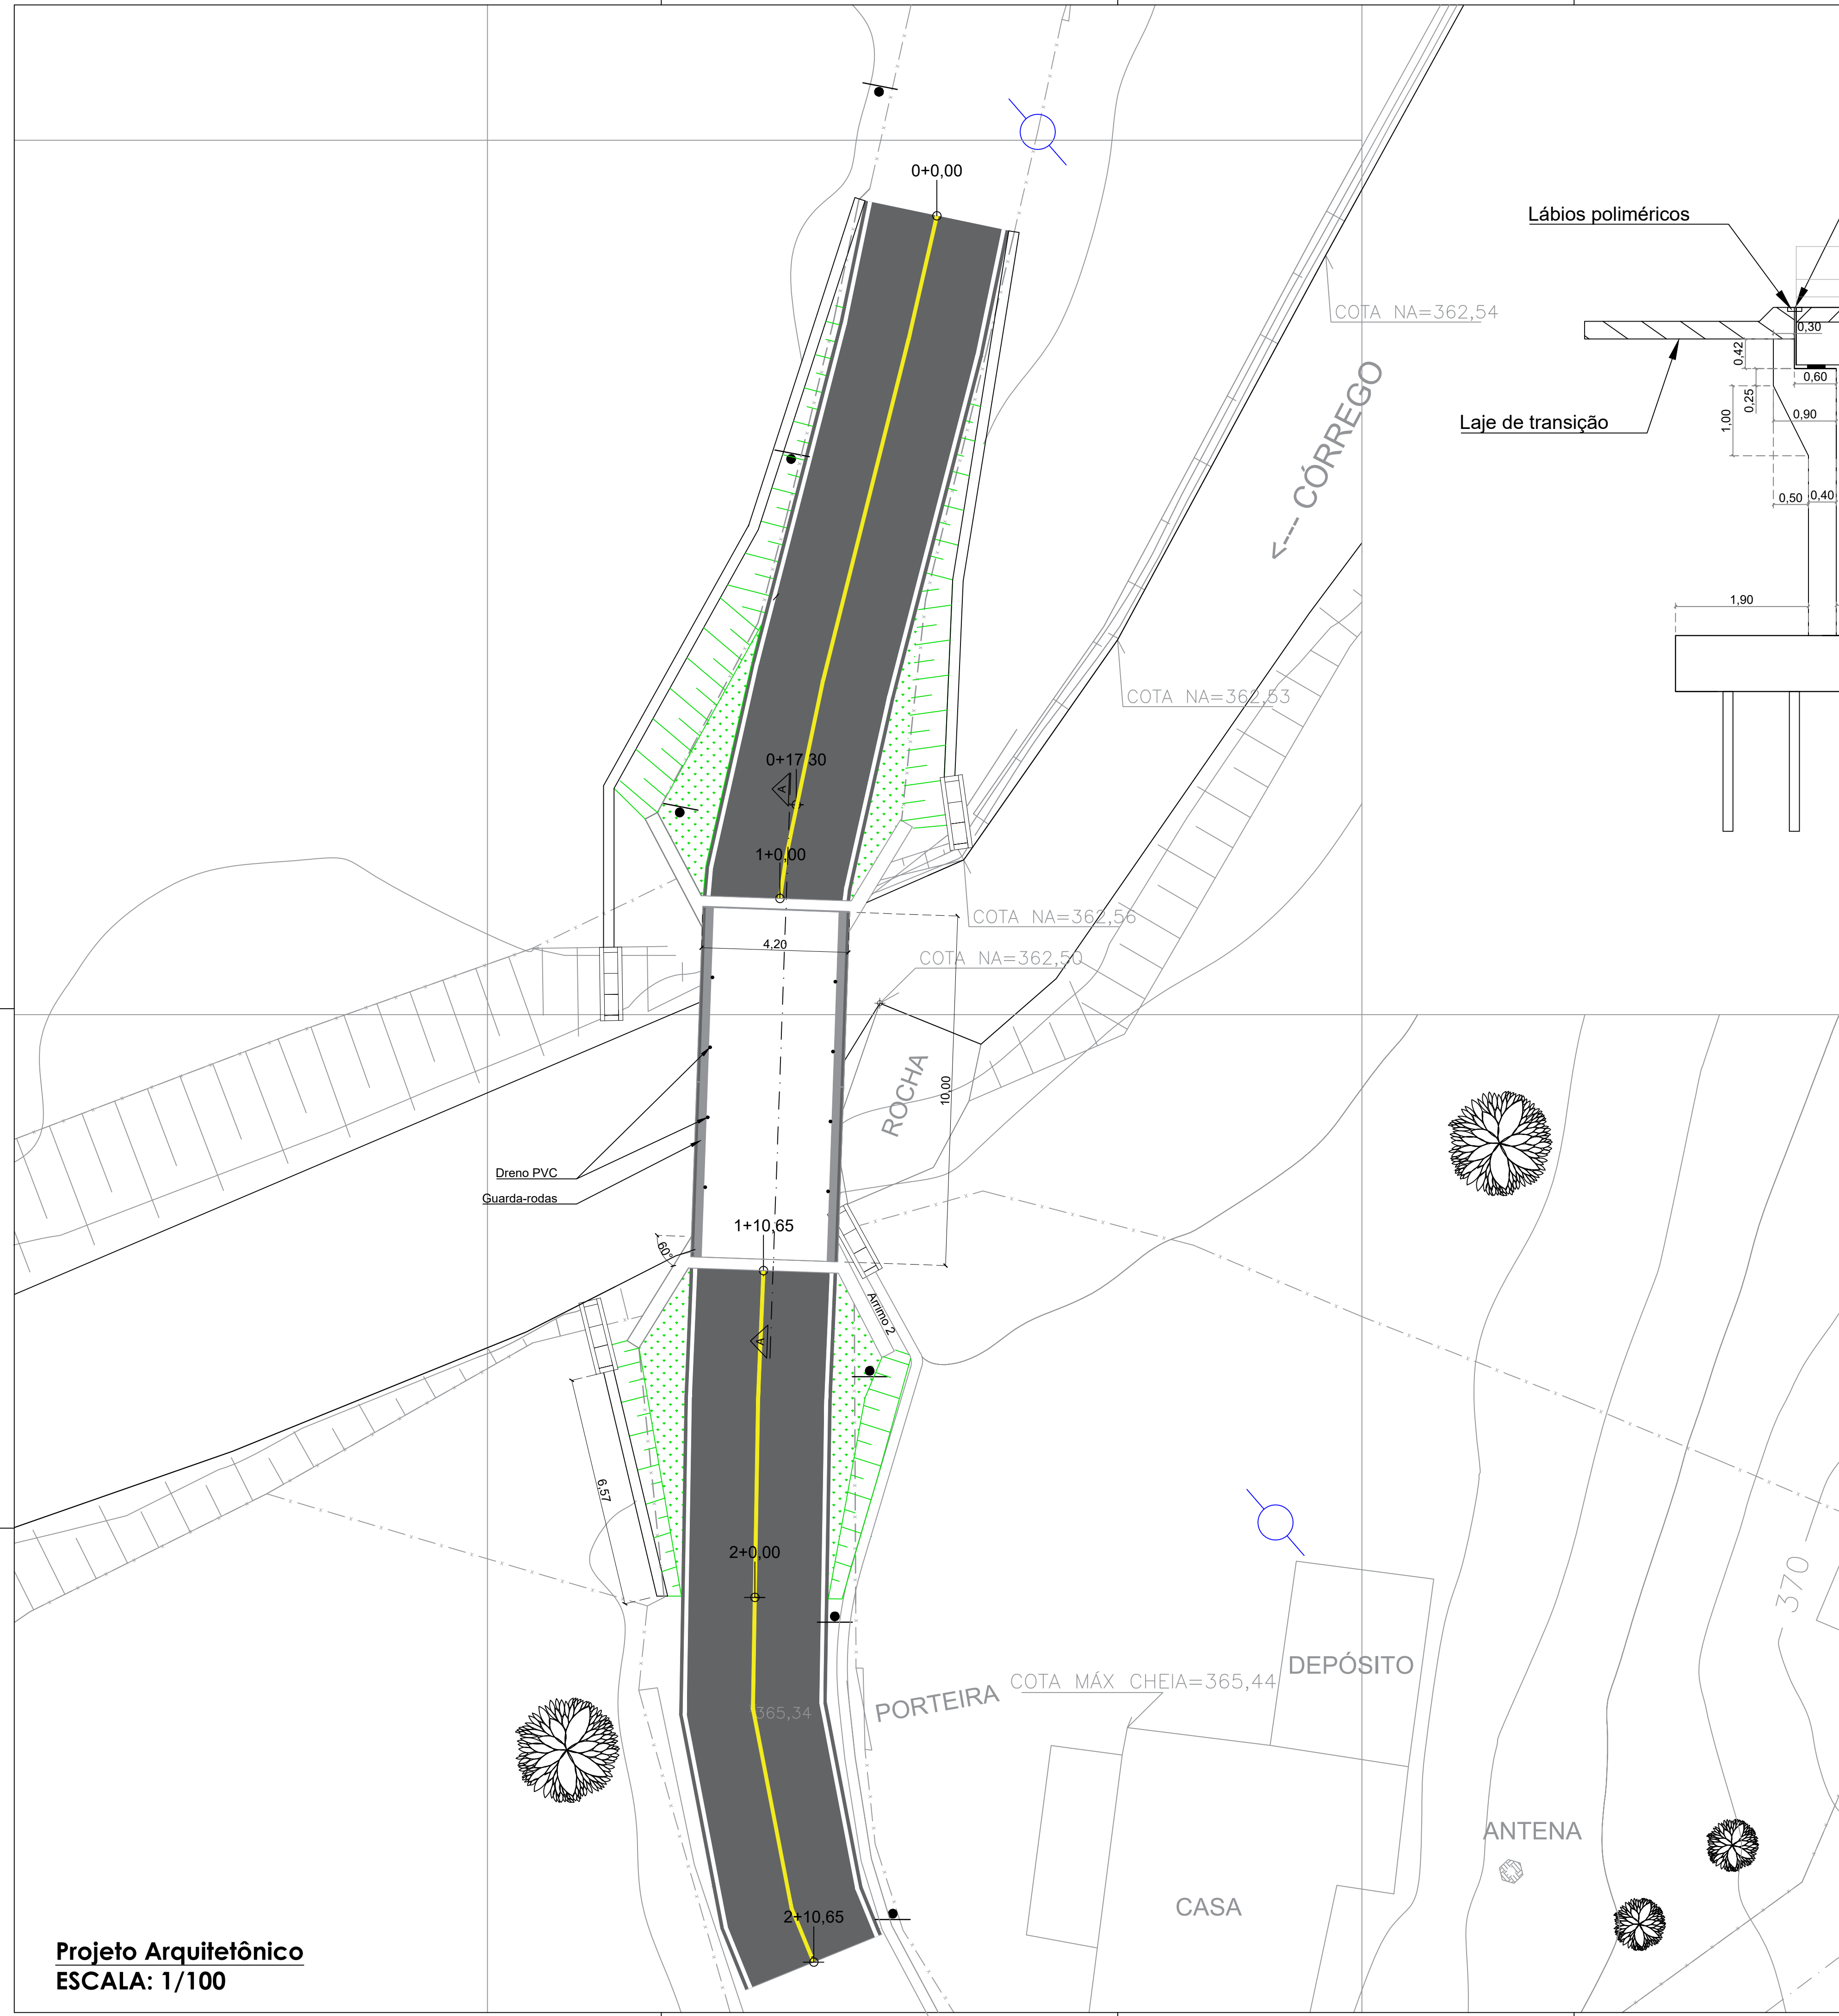 0+0,00
Lábios poliméricos
COTA NA=362,54
0,30
0,42
0,60
0,25
0,90
1,00
Laje de transição
<--- CÓRREGO
0,50
0,40
1,90
COTA NA=362,53
0+17,30
A
1+0,00
COTA NA=362,56
4,20
COTA NA=362,50
ROCHA
10,00
Dreno PVC
Guarda-rodas
1+10,65
60°
Arrimo 2
A
6,57
2+0,00
370
DEPÓSITO
COTA MÁX CHEIA=365,44
PORTEIRA
365,34
ANTENA
CASA
2+10,65
Projeto Arquitetônico
ESCALA: 1/100